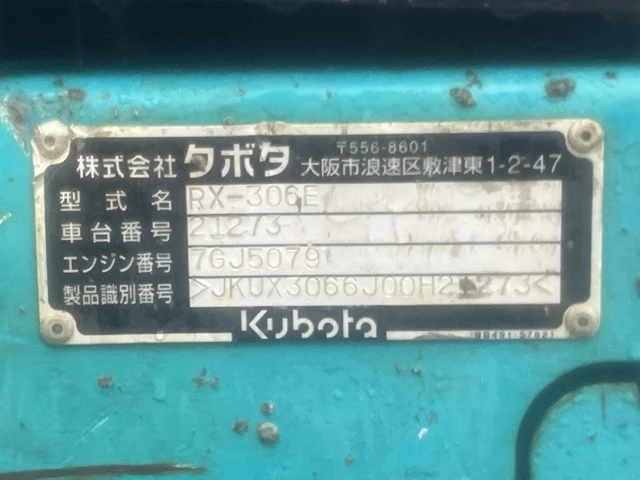 株式会社 クボタ 〒556-8601
大阪市浪速区敷津東1-2-47
型式名 RX-306E
車台番号 21273
エンジン番号 7GJ5079
製品識別番号 >JKUX3066J00H21273<
Kubota